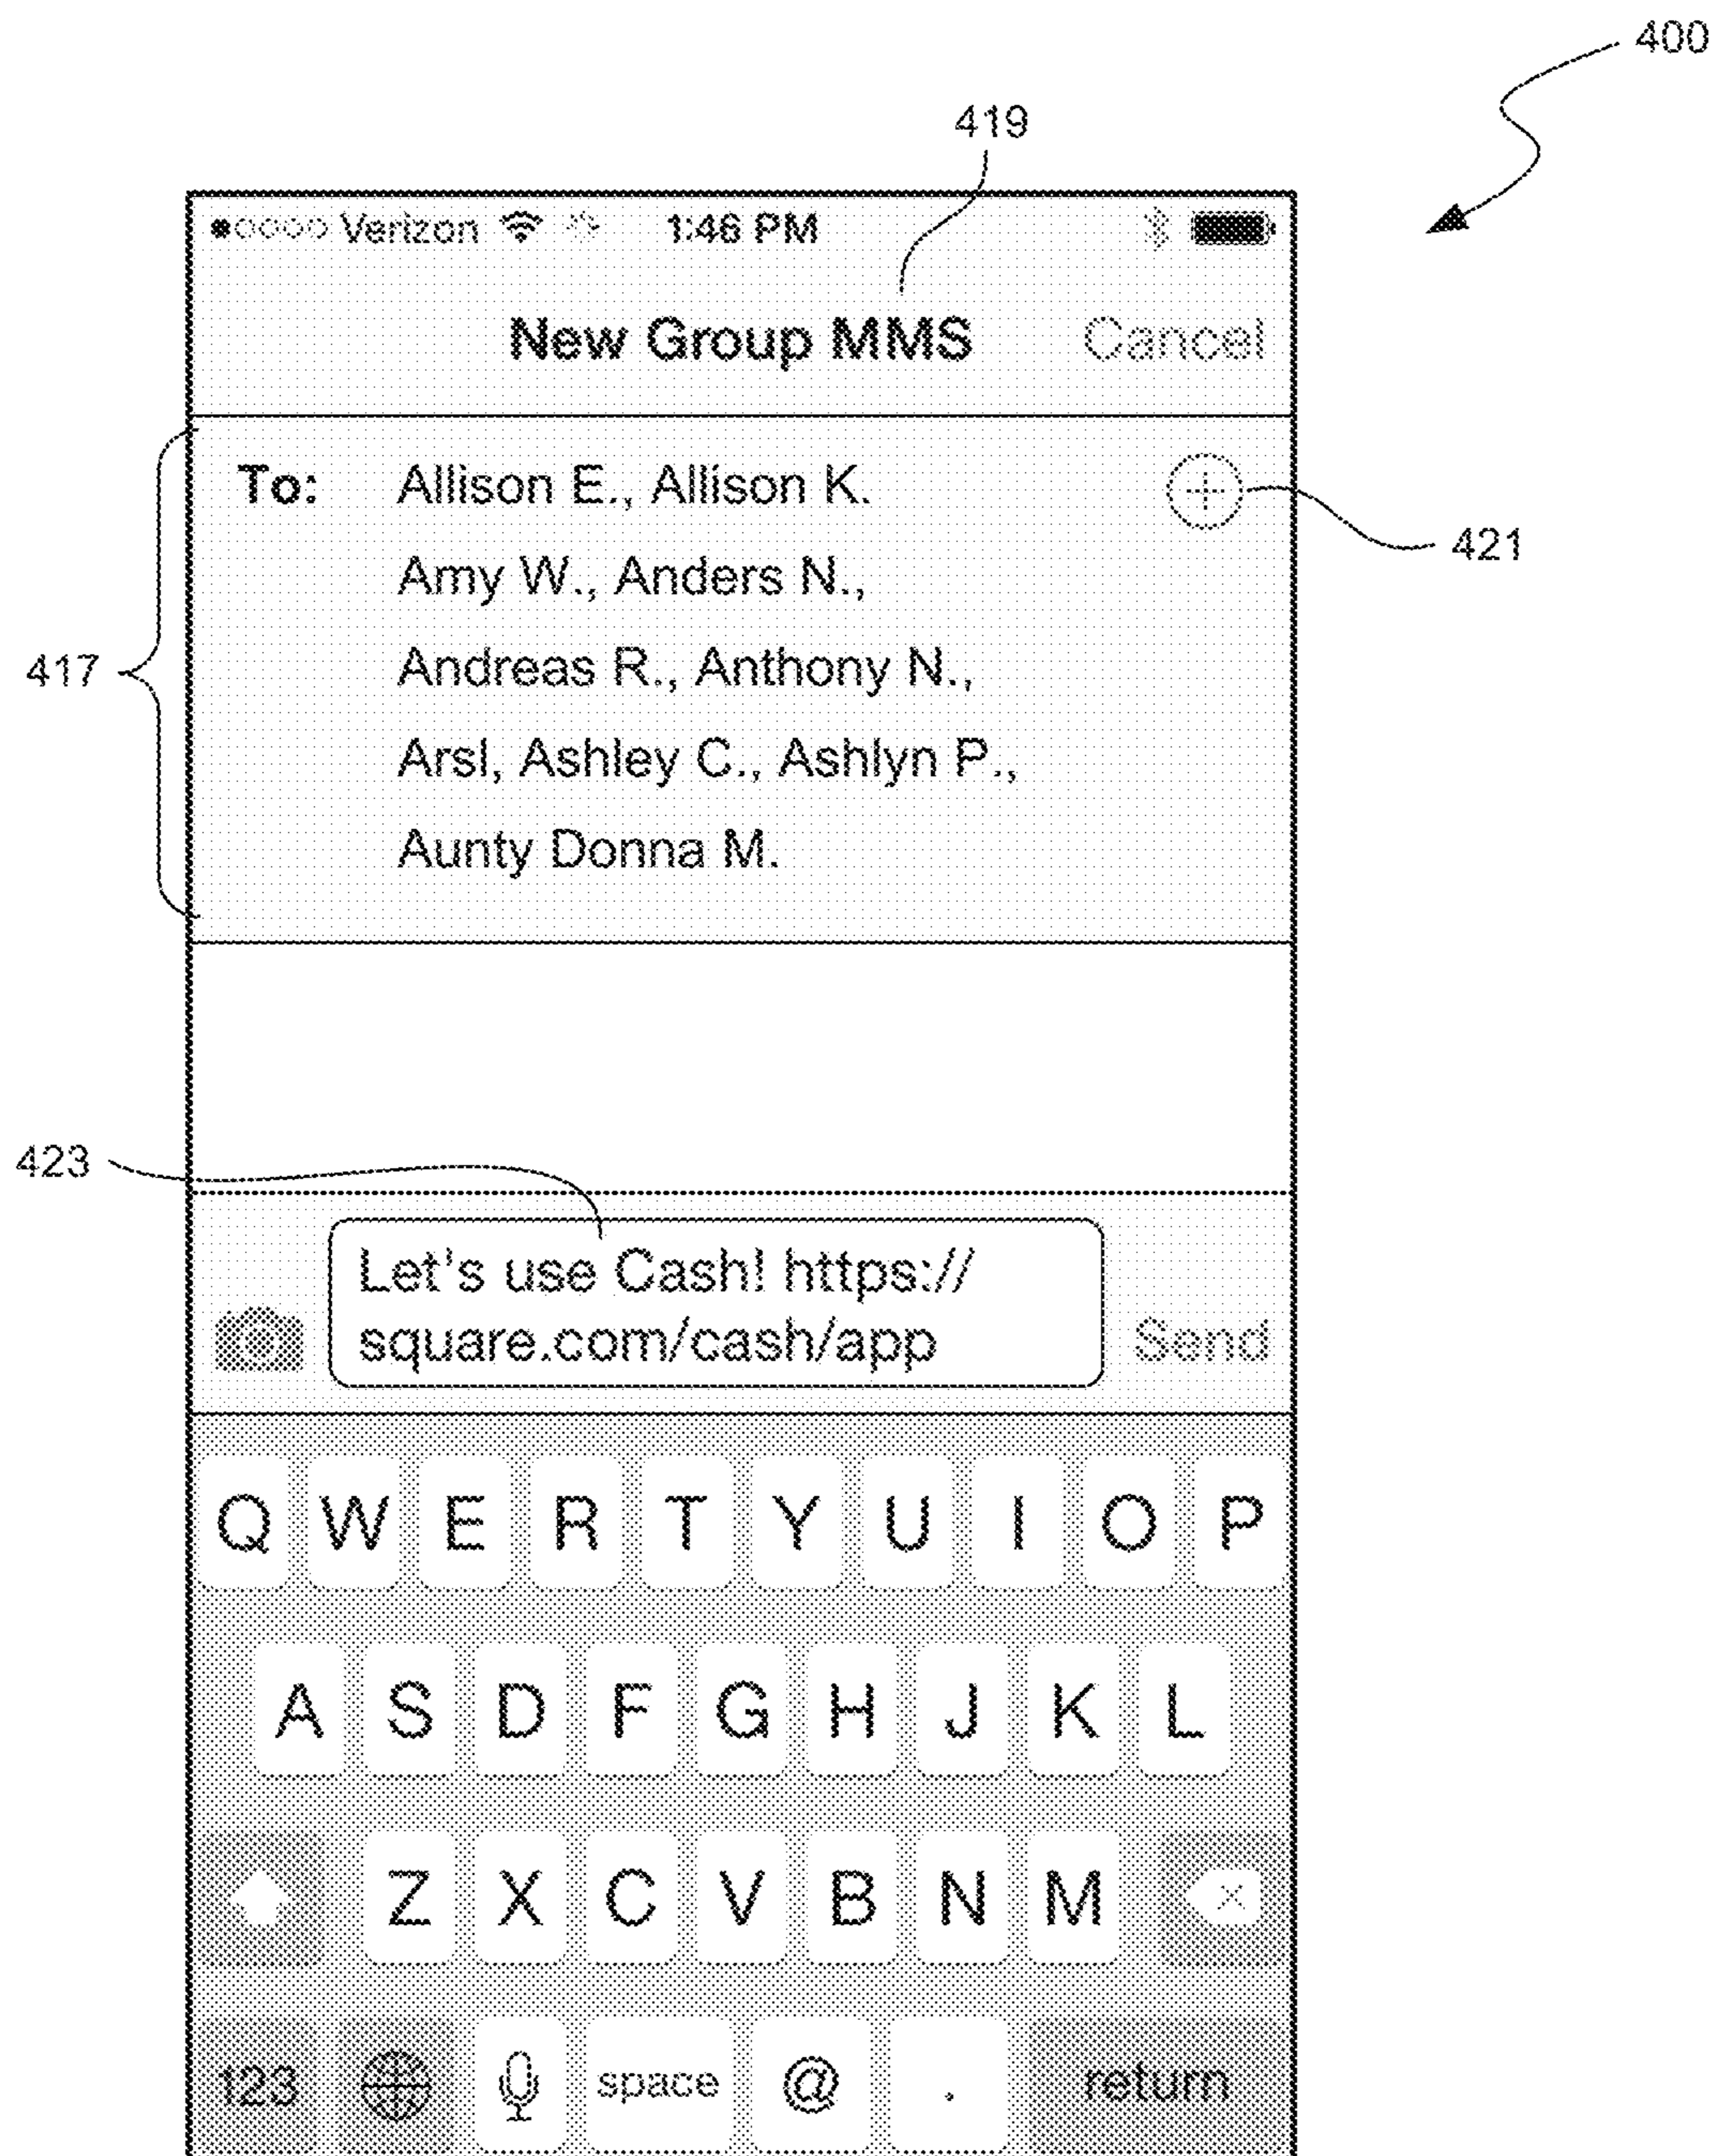 400
419
Verizon 1:46 PM
New Group MMS Cancel
To: Allison E., Allison K.
421
Amy W., Anders N.,
417
Andreas R., Anthony N.,
Arsl, Ashley C., Ashlyn P.,
Aunty Donna M.
423
Let's use Cash! https://
square.com/cash/app
Send
Q W E R T Y U I O P
A S D F G H J K L
Z X C V B N M
123 space @ . return